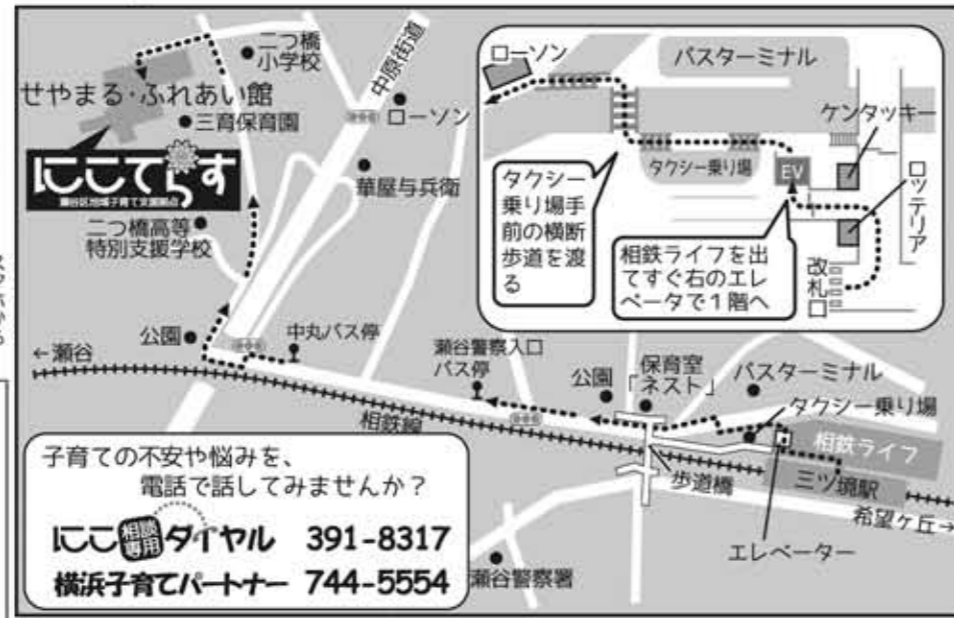 二つ橋
小学校
中原街道
せやまる・ふれあい館
ローソン
三育保育園
にこてらす
瀬谷区地域子育て支援拠点
華屋与兵衛
二つ橋高等
特別支援学校
公園
中丸バス停
←瀬谷
瀬谷警察入口
バス停
公園
保育室
「ネスト」
バスターミナル
タクシー乗り場
相鉄線
相鉄ライフ
三ツ境駅
歩道橋
希望ケ丘→
エレベーター
瀬谷警察署
ローソン
バスターミナル
ケンタッキー
タクシー乗り場
EV
ロッテリア
改札口
タクシー
乗り場手
前の横断
歩道を渡
る
相鉄ライフを出
てすぐ右のエレ
ベータで1階へ
子育ての不安や悩みを、
電話で話してみませんか?
にこ相談専用ダイヤル 391-8317
横浜子育てパートナー 744-5554